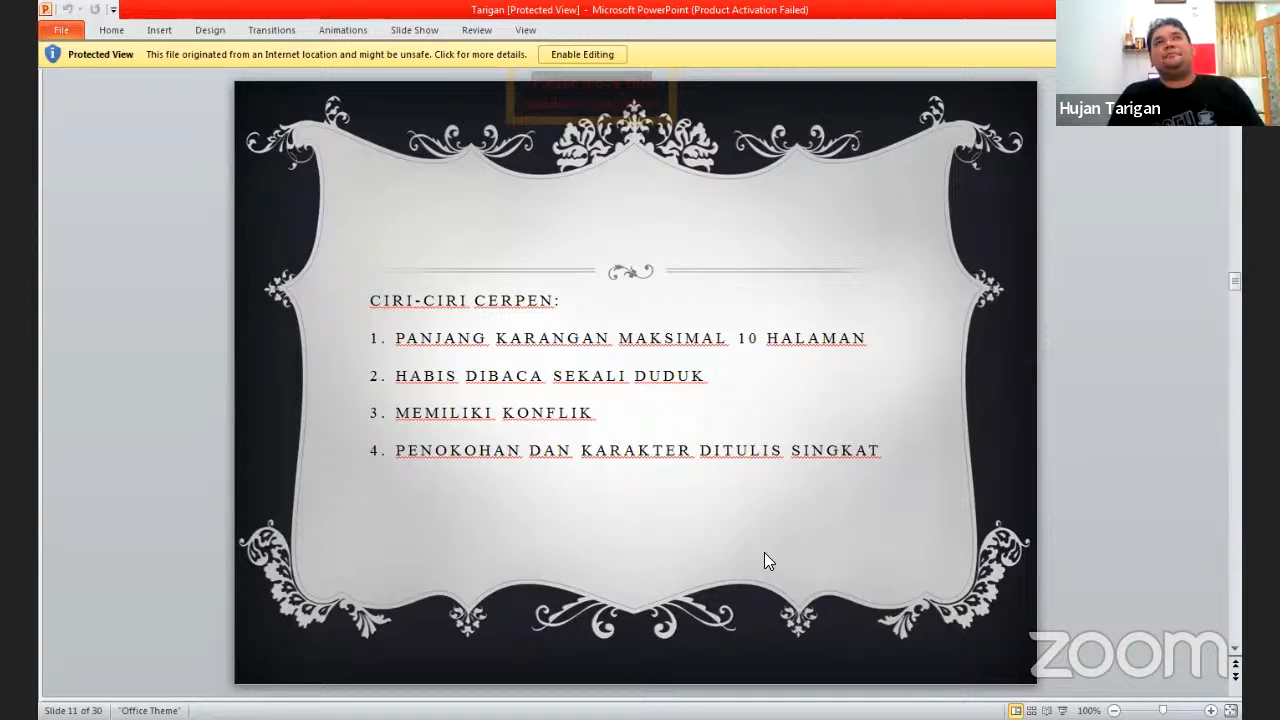 Tarigan [Protected View] - Microsoft PowerPoint (Product Activation Failed)
File Home Insert Design Transitions Animations Slide Show Review View
Protected View This file originated from an Internet location and might be unsafe. Click for more details. Enable Editing
Hujan Tarigan
CIRI-CIRI CERPEN:
1. PANJANG KARANGAN MAKSIMAL 10 HALAMAN
2. HABIS DIBACA SEKALI DUDUK
3. MEMILIKI KONFLIK
4. PENOKOHAN DAN KARAKTER DITULIS SINGKAT
zoom
Slide 11 of 30 "Office Theme" 100%